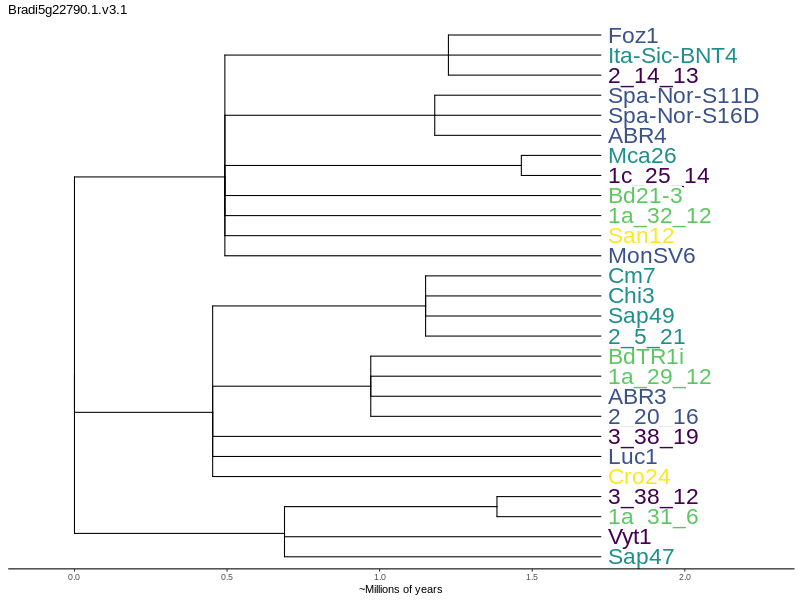 Bradi5g22790.1.v3.1
Foz1
Ita-Sic-BNT4
2_14_13
Spa-Nor-S11D
Spa-Nor-S16D
ABR4
Mca26
1c_25_14
Bd21-3
1a_32_12
San12
MonSV6
Cm7
Chi3
Sap49
2_5_21
BdTR1i
1a_29_12
ABR3
2_20_16
3_38_19
Luc1
Cro24
3_38_12
1a_31_6
Vyt1
Sap47
0.0 0.5 1.0 1.5 2.0
~Millions of years